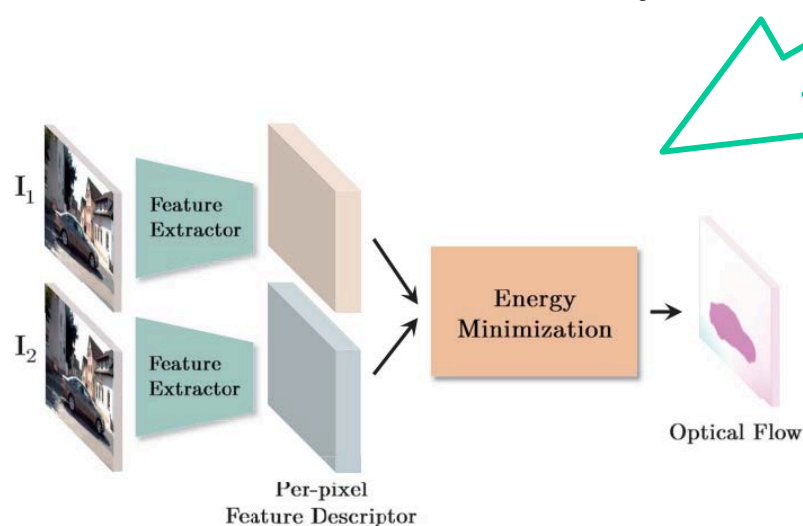 I₁
Feature
Extractor
I₂
Feature
Extractor
Per-pixel
Feature Descriptor
Energy
Minimization
Optical Flow